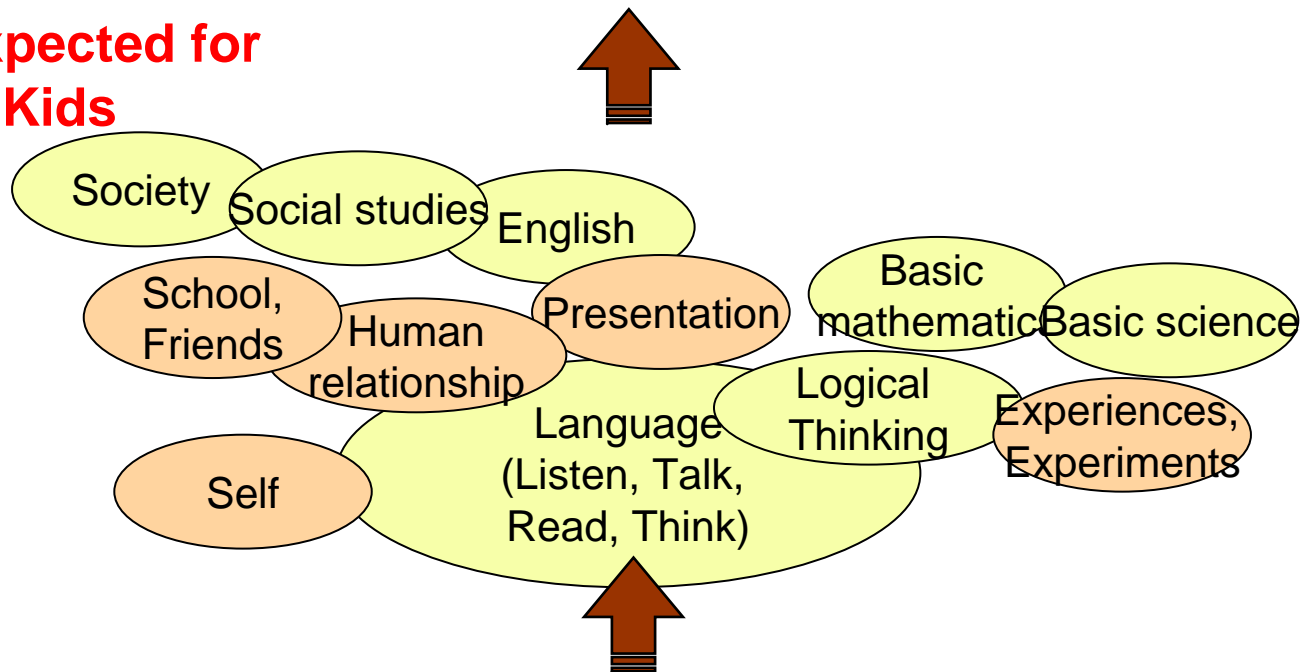 xpected for
Kids
Society
Social studies
English
School,
Friends
Human
relationship
Presentation
Basic
mathematics
Basic science
Logical
Thinking
Experiences,
Experiments
Language
(Listen, Talk,
Read, Think)
Self